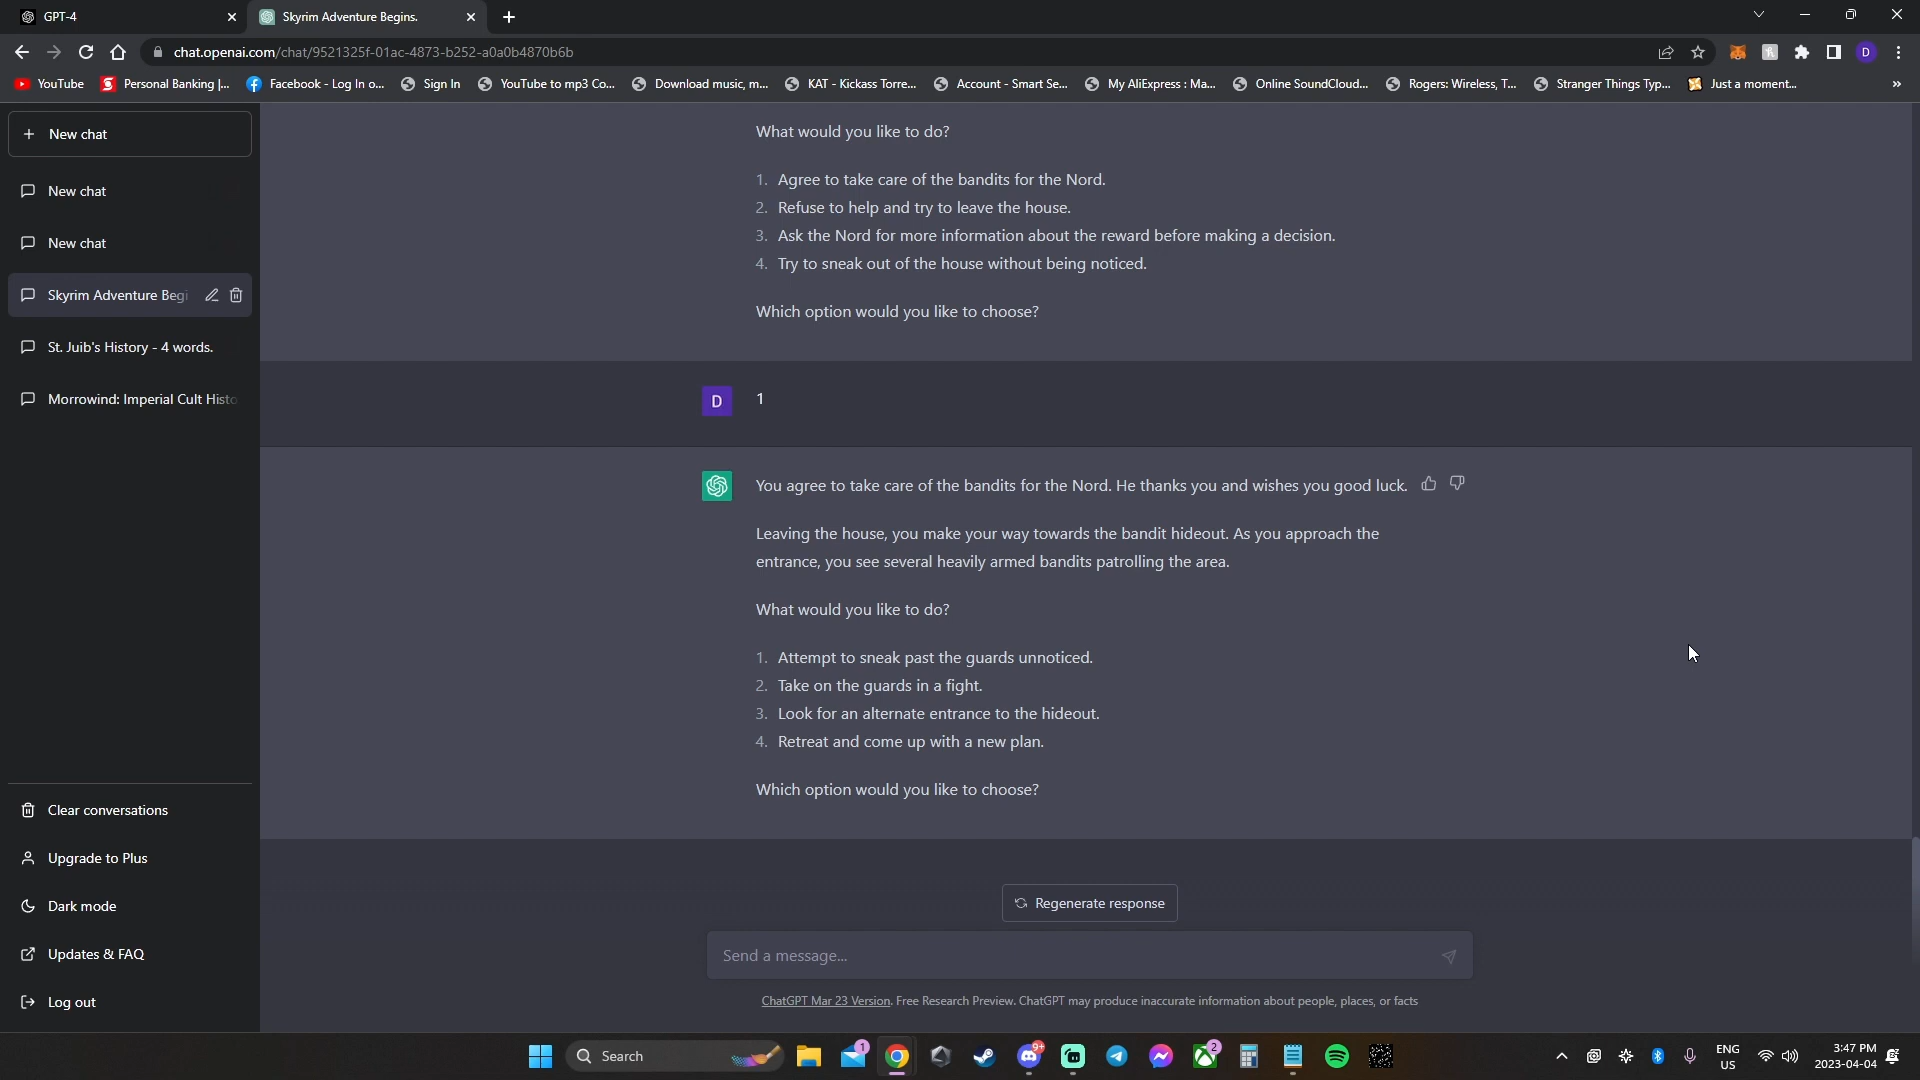 GPT-4
Skyrim Adventure Begins.
chat.openai.com/chat/9521325f-01ac-4873-b252-a0a0b4870b6b
D
YouTube
Personal Banking |...
Facebook - Log In o...
Sign In
YouTube to mp3 Co...
Download music, m...
KAT - Kickass Torre...
Account - Smart Se...
My AliExpress : Ma...
Online SoundCloud...
Rogers: Wireless, T...
Stranger Things Typ...
Just a moment...
New chat
New chat
New chat
Skyrim Adventure Begi
St. Juib's History - 4 words.
Morrowind: Imperial Cult Histo
Clear conversations
Upgrade to Plus
Dark mode
Updates & FAQ
Log out
What would you like to do?
1. Agree to take care of the bandits for the Nord.
2. Refuse to help and try to leave the house.
3. Ask the Nord for more information about the reward before making a decision.
4. Try to sneak out of the house without being noticed.
Which option would you like to choose?
D
1
You agree to take care of the bandits for the Nord. He thanks you and wishes you good luck.
Leaving the house, you make your way towards the bandit hideout. As you approach the
entrance, you see several heavily armed bandits patrolling the area.
What would you like to do?
1. Attempt to sneak past the guards unnoticed.
2. Take on the guards in a fight.
3. Look for an alternate entrance to the hideout.
4. Retreat and come up with a new plan.
Which option would you like to choose?
Regenerate response
Send a message...
ChatGPT Mar 23 Version. Free Research Preview. ChatGPT may produce inaccurate information about people, places, or facts
Search
1
9+
2
ENG
US
3:47 PM
2023-04-04